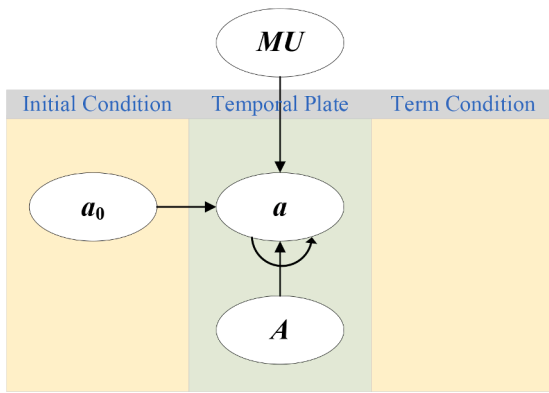 MU
Initial Condition Temporal Plate Term Condition
a₀ a
A